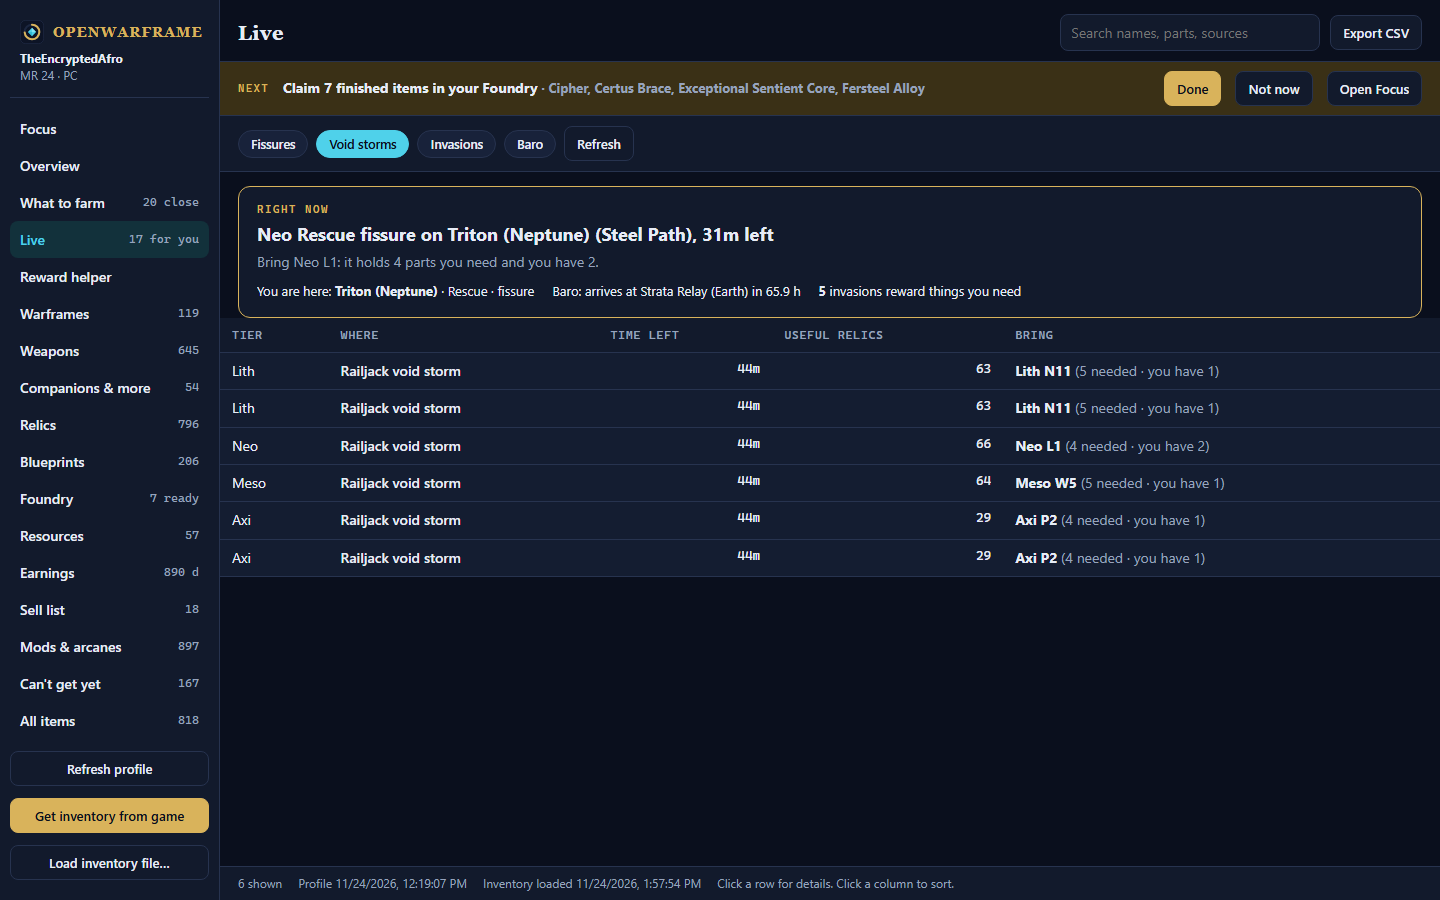 OPENWARFRAME
TheEncryptedAfro
MR 24 · PC
Focus
Overview
What to farm 20 close
Live 17 for you
Reward helper
Warframes 119
Weapons 645
Companions & more 54
Relics 796
Blueprints 206
Foundry 7 ready
Resources 57
Earnings 890 d
Sell list 18
Mods & arcanes 897
Can't get yet 167
All items 818
Refresh profile
Get inventory from game
Load inventory file...
Live
Search names, parts, sources
Export CSV
NEXT Claim 7 finished items in your Foundry · Cipher, Certus Brace, Exceptional Sentient Core, Fersteel Alloy
Done Not now Open Focus
Fissures Void storms Invasions Baro Refresh
RIGHT NOW
Neo Rescue fissure on Triton (Neptune) (Steel Path), 31m left
Bring Neo L1: it holds 4 parts you need and you have 2.
You are here: Triton (Neptune) · Rescue · fissure Baro: arrives at Strata Relay (Earth) in 65.9 h 5 invasions reward things you need
TIER WHERE TIME LEFT USEFUL RELICS BRING
Lith Railjack void storm 44m 63 Lith N11 (5 needed · you have 1)
Lith Railjack void storm 44m 63 Lith N11 (5 needed · you have 1)
Neo Railjack void storm 44m 66 Neo L1 (4 needed · you have 2)
Meso Railjack void storm 44m 64 Meso W5 (5 needed · you have 1)
Axi Railjack void storm 44m 29 Axi P2 (4 needed · you have 1)
Axi Railjack void storm 44m 29 Axi P2 (4 needed · you have 1)
6 shown Profile 11/24/2026, 12:19:07 PM Inventory loaded 11/24/2026, 1:57:54 PM Click a row for details. Click a column to sort.